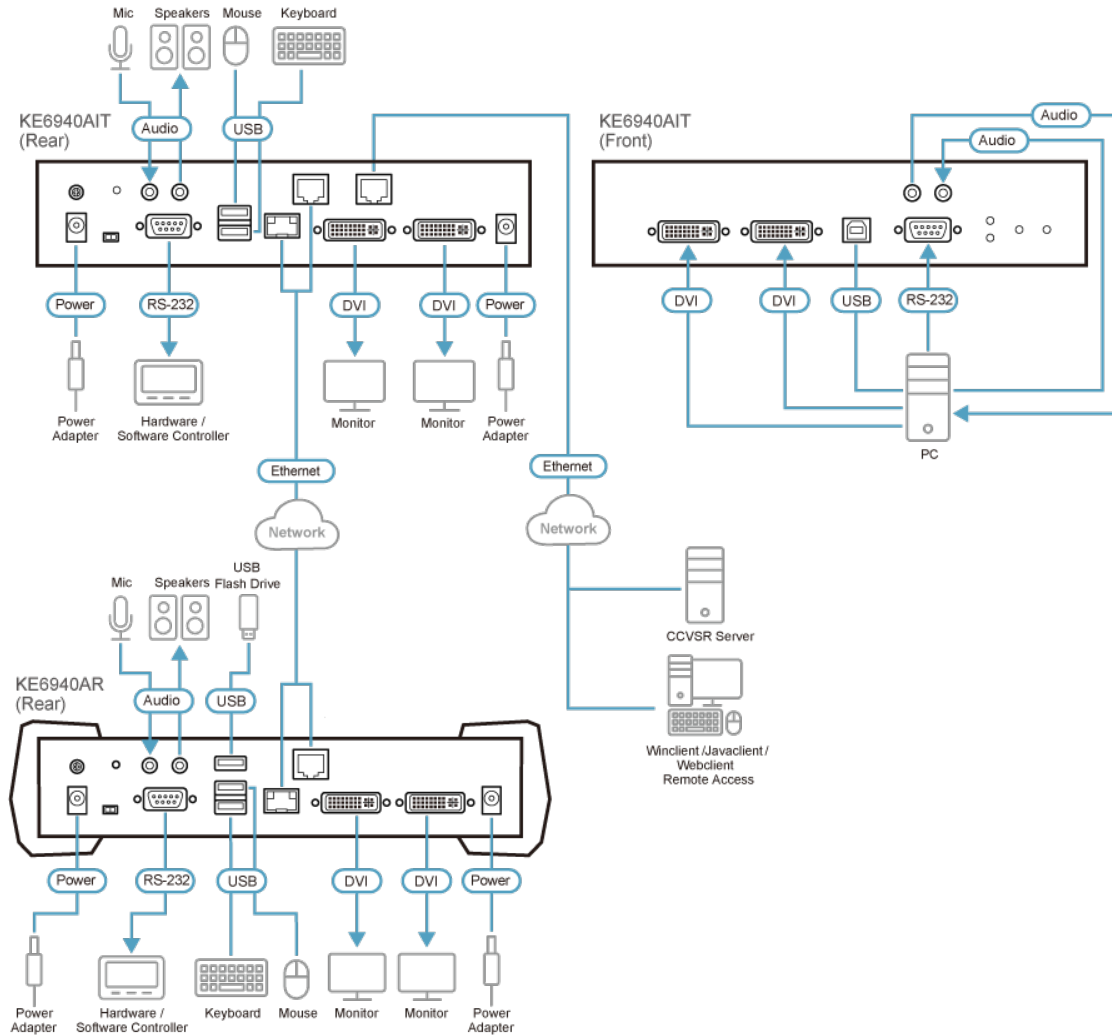 Mic
Speakers
Mouse
Keyboard
KE6940AIT
(Rear)
Audio
USB
KE6940AIT
(Front)
Audio
Audio
Power
RS-232
DVI
DVI
Power
DVI
DVI
USB
RS-232
Power
Adapter
Hardware /
Software Controller
Monitor
Monitor
Power
Adapter
PC
Ethernet
Ethernet
Network
Network
Mic
Speakers
USB
Flash Drive
CCVSR Server
KE6940AR
(Rear)
Audio
USB
Winclient /Javaclient /
Webclient
Remote Access
Power
RS-232
USB
DVI
DVI
Power
Power
Adapter
Hardware /
Software Controller
Keyboard
Mouse
Monitor
Monitor
Power
Adapter